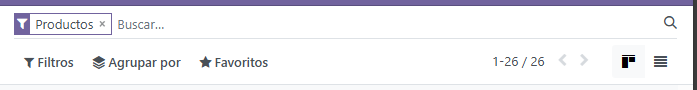 Productos × Buscar...
Filtros Agrupar por Favoritos 1-26 / 26